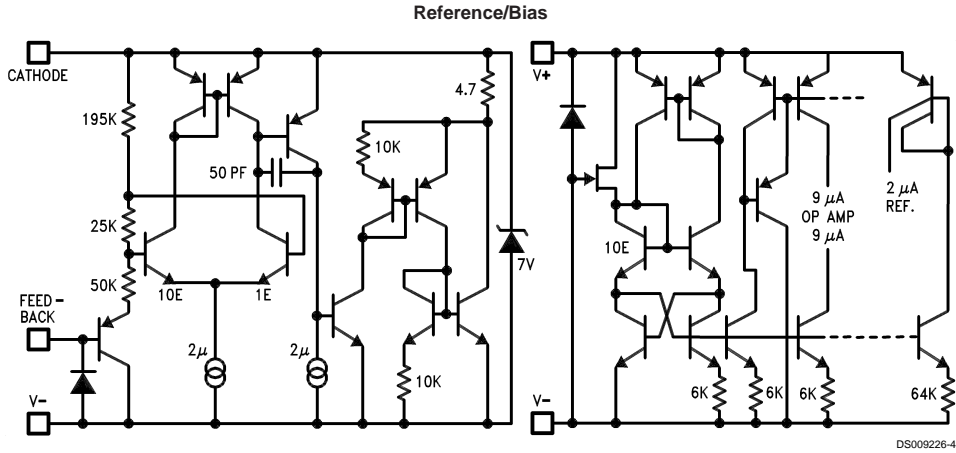 Reference/Bias
CATHODE
195K
25K
50K
FEED-
BACK
V-
10E
1E
50 PF
2μ
2μ
10K
10K
4.7
7V
V+
10E
V-
6K
6K
6K
9 μA
OP AMP
9 μA
2 μA
REF.
64K
DS009226-4